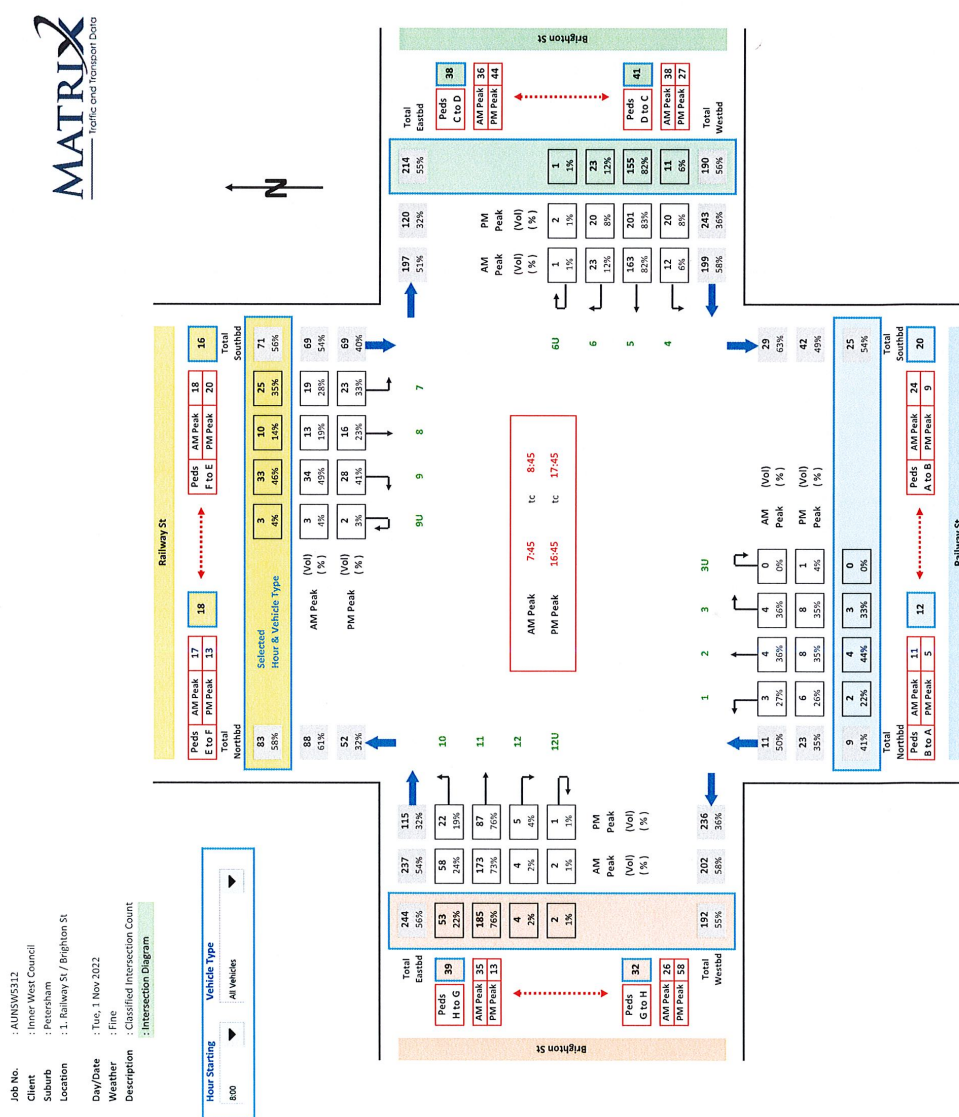 MATRIX
Traffic and Transport Data
Job No. : AUNSW5312
Client : Inner West Council
Suburb : Petersham
Location : 1. Railway St / Brighton St
Day/Date : Tue, 1 Nov 2022
Weather : Fine
Description : Classified Intersection Count
: Intersection Diagram
Hour Starting Vehicle Type
8:00 All Vehicles
N
Railway St
Peds E to F AM Peak 17 PM Peak 13
18
Peds F to E AM Peak 18 PM Peak 20
16
Total Northbd
Total Southbd
83 58%
Selected Hour & Vehicle Type
3 4%
33 46%
10 14%
25 35%
71 56%
88 61%
AM Peak (Vol) (%)
3 4%
34 49%
13 19%
19 28%
69 54%
52 32%
PM Peak (Vol) (%)
2 3%
28 41%
16 23%
23 33%
69 40%
9U 9 8 7
Brighton St
Total Eastbd
244 56%
237 54%
115 32%
Peds H to G 39
AM Peak 35
PM Peak 13
53 22%
58 24%
22 19%
10
185 76%
173 73%
87 76%
11
4 2%
4 2%
5 4%
12
2 1%
2 1%
1 1%
12U
AM Peak (Vol) (%)
PM Peak (Vol) (%)
Peds G to H 32
AM Peak 26
PM Peak 58
Total Westbd
192 55%
202 58%
236 36%
AM Peak 7:45 tc 8:45
PM Peak 16:45 tc 17:45
197 51%
120 32%
214 55%
Total Eastbd
Peds C to D 38
AM Peak 36
PM Peak 44
AM Peak (Vol) (%)
PM Peak (Vol) (%)
6U
1 1%
2 1%
1 1%
6
23 12%
20 8%
23 12%
5
163 82%
201 83%
155 82%
4
12 6%
20 8%
11 6%
199 58%
243 36%
190 56%
Total Westbd
Peds D to C 41
AM Peak 38
PM Peak 27
Brighton St
1 2 3 3U
11 50%
3 27%
4 36%
4 36%
0 0%
AM Peak (Vol) (%)
29 63%
23 35%
6 26%
8 35%
8 35%
1 4%
PM Peak (Vol) (%)
42 49%
9 41%
2 22%
4 44%
3 33%
0 0%
25 54%
Total Northbd
Total Southbd
Peds B to A AM Peak 11 PM Peak 5
12
Peds A to B AM Peak 24 PM Peak 9
20
Railway St